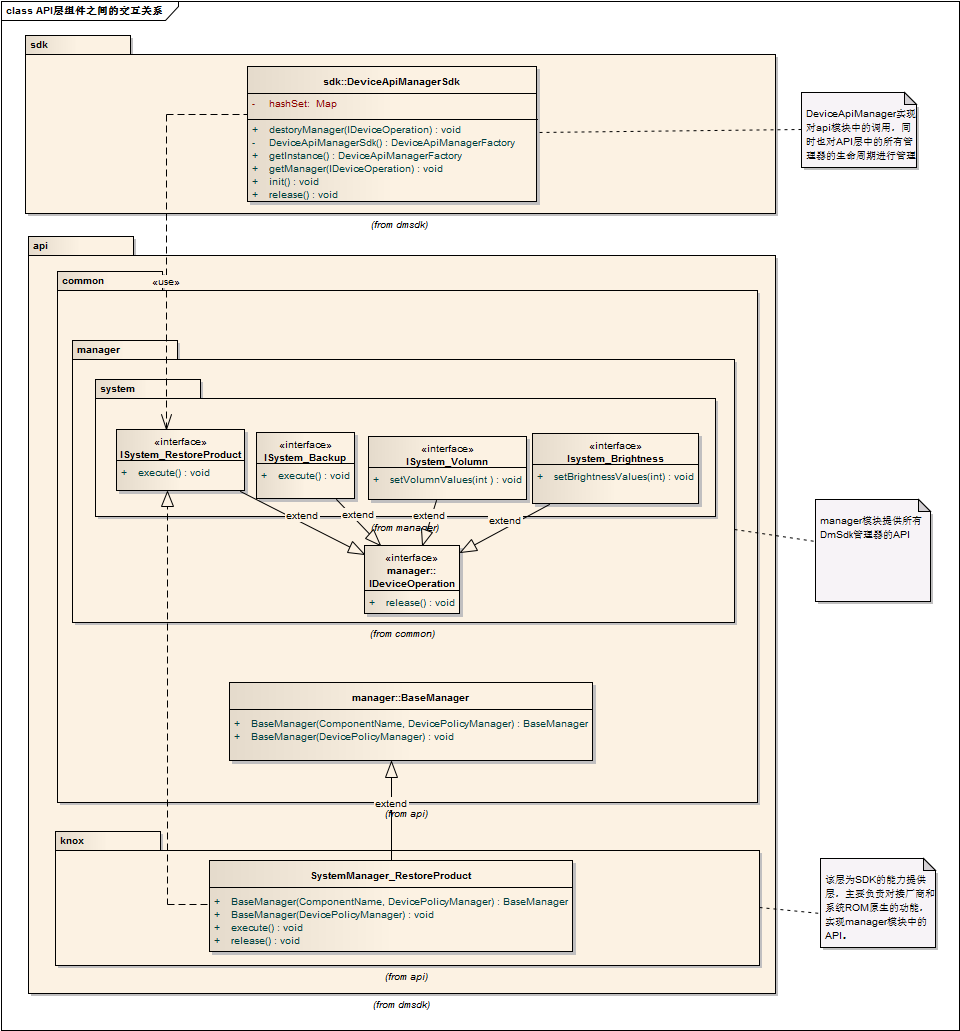 class API层组件之间的交互关系
sdk
sdk::DeviceApiManagerSdk
- hashSet: Map
+ destoryManager(IDeviceOperation) : void
- DeviceApiManagerSdk() : DeviceApiManagerFactory
+ getInstance() : DeviceApiManagerFactory
+ getManager(IDeviceOperation) : void
+ init() : void
+ release() : void
DeviceApiManager实现
对api模块中的调用，同
时也对API层中的所有管
理器的生命周期进行管理
(from dmsdk)
api
common
«use»
manager
system
«interface»
ISystem_RestoreProduct
+ execute() : void
«interface»
ISystem_Backup
+ execute() : void
«interface»
ISystem_Volumn
+ setVolumnValues(int ) : void
«interface»
Isystem_Brightness
+ setBrightnessValues(int) : void
extend
extend
extend
extend
(from manager)
manager模块提供所有
DmSdk管理器的API
«interface»
manager::
IDeviceOperation
+ release() : void
(from common)
manager::BaseManager
+ BaseManager(ComponentName, DevicePolicyManager) : BaseManager
+ BaseManager(DevicePolicyManager) : void
extend
(from api)
knox
SystemManager_RestoreProduct
+ BaseManager(ComponentName, DevicePolicyManager) : BaseManager
+ BaseManager(DevicePolicyManager) : void
+ execute() : void
+ release() : void
该层为SDK的能力提供
层，主要负责对接厂商和
系统ROM原生的功能，
实现manager模块中的
API。
(from api)
(from dmsdk)